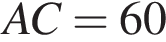 AC = 60